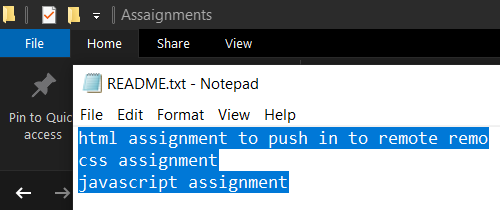 Assaignments
File Home Share View
README.txt - Notepad
File Edit Format View Help
html assignment to push in to remote remo
css assignment
javascript assignment
Pin to Quic
access